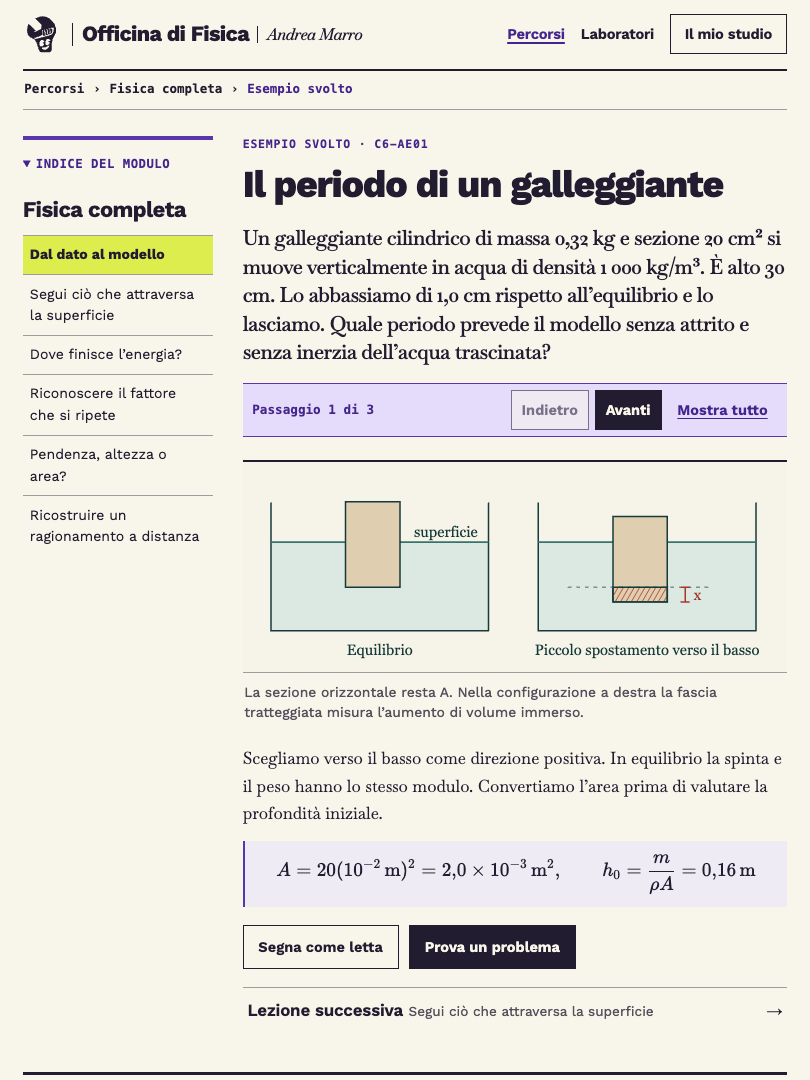 Officina di Fisica | Andrea Marro
Percorsi Laboratori Il mio studio
Percorsi › Fisica completa › Esempio svolto
▼ INDICE DEL MODULO
Fisica completa
Dal dato al modello
Segui ciò che attraversa
la superficie
Dove finisce l’energia?
Riconoscere il fattore
che si ripete
Pendenza, altezza o
area?
Ricostruire un
ragionamento a distanza
ESEMPIO SVOLTO · C6-AE01
Il periodo di un galleggiante
Un galleggiante cilindrico di massa 0,32 kg e sezione 20 cm² si
muove verticalmente in acqua di densità 1 000 kg/m³. È alto 30
cm. Lo abbassiamo di 1,0 cm rispetto all’equilibrio e lo
lasciamo. Quale periodo prevede il modello senza attrito e
senza inerzia dell’acqua trascinata?
Passaggio 1 di 3 Indietro Avanti Mostra tutto
superficie
x
Equilibrio
Piccolo spostamento verso il basso
La sezione orizzontale resta A. Nella configurazione a destra la fascia
tratteggiata misura l’aumento di volume immerso.
Scegliamo verso il basso come direzione positiva. In equilibrio la spinta e
il peso hanno lo stesso modulo. Convertiamo l’area prima di valutare la
profondità iniziale.
A = 20(10⁻² m)² = 2,0 × 10⁻³ m², h₀ = m/ρA = 0,16 m
Segna come letta Prova un problema
Lezione successiva Segui ciò che attraversa la superficie →